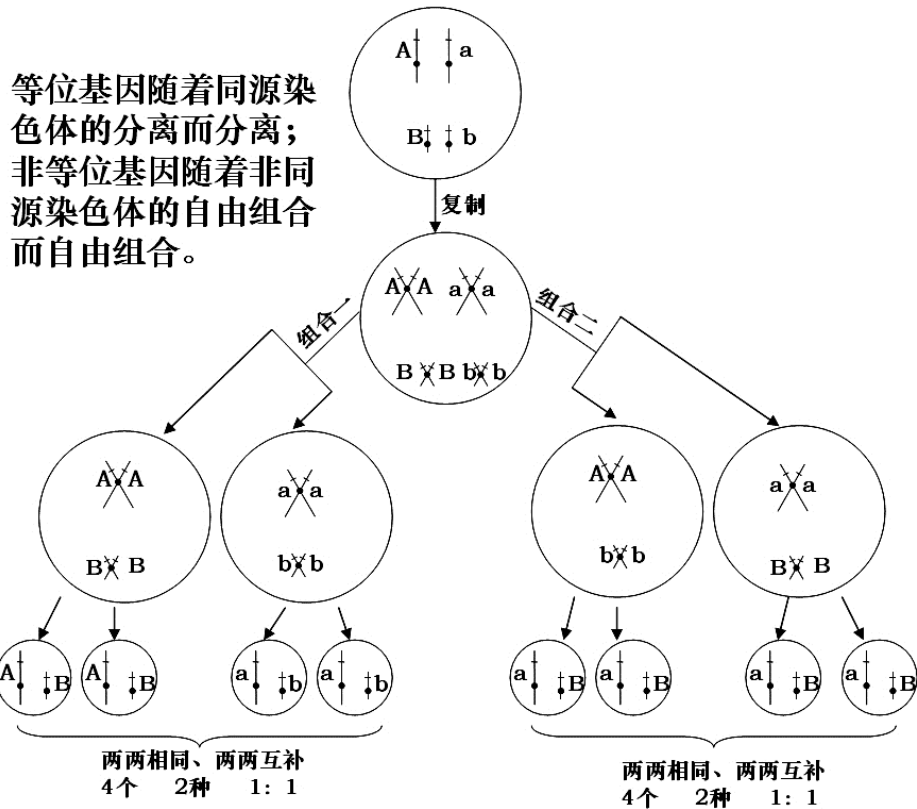 等位基因随着同源染
色体的分离而分离；
非等位基因随着非同
源染色体的自由组合
而自由组合。
A a
B b
复制
A A a a
B B b b
组合一
组合二
A A
B B
a a
b b
A A
b b
a a
B B
A B
A B
a b
a b
a B
a B
a B
a B
两两相同、两两互补
4个 2种 1：1
两两相同、两两互补
4个 2种 1：1